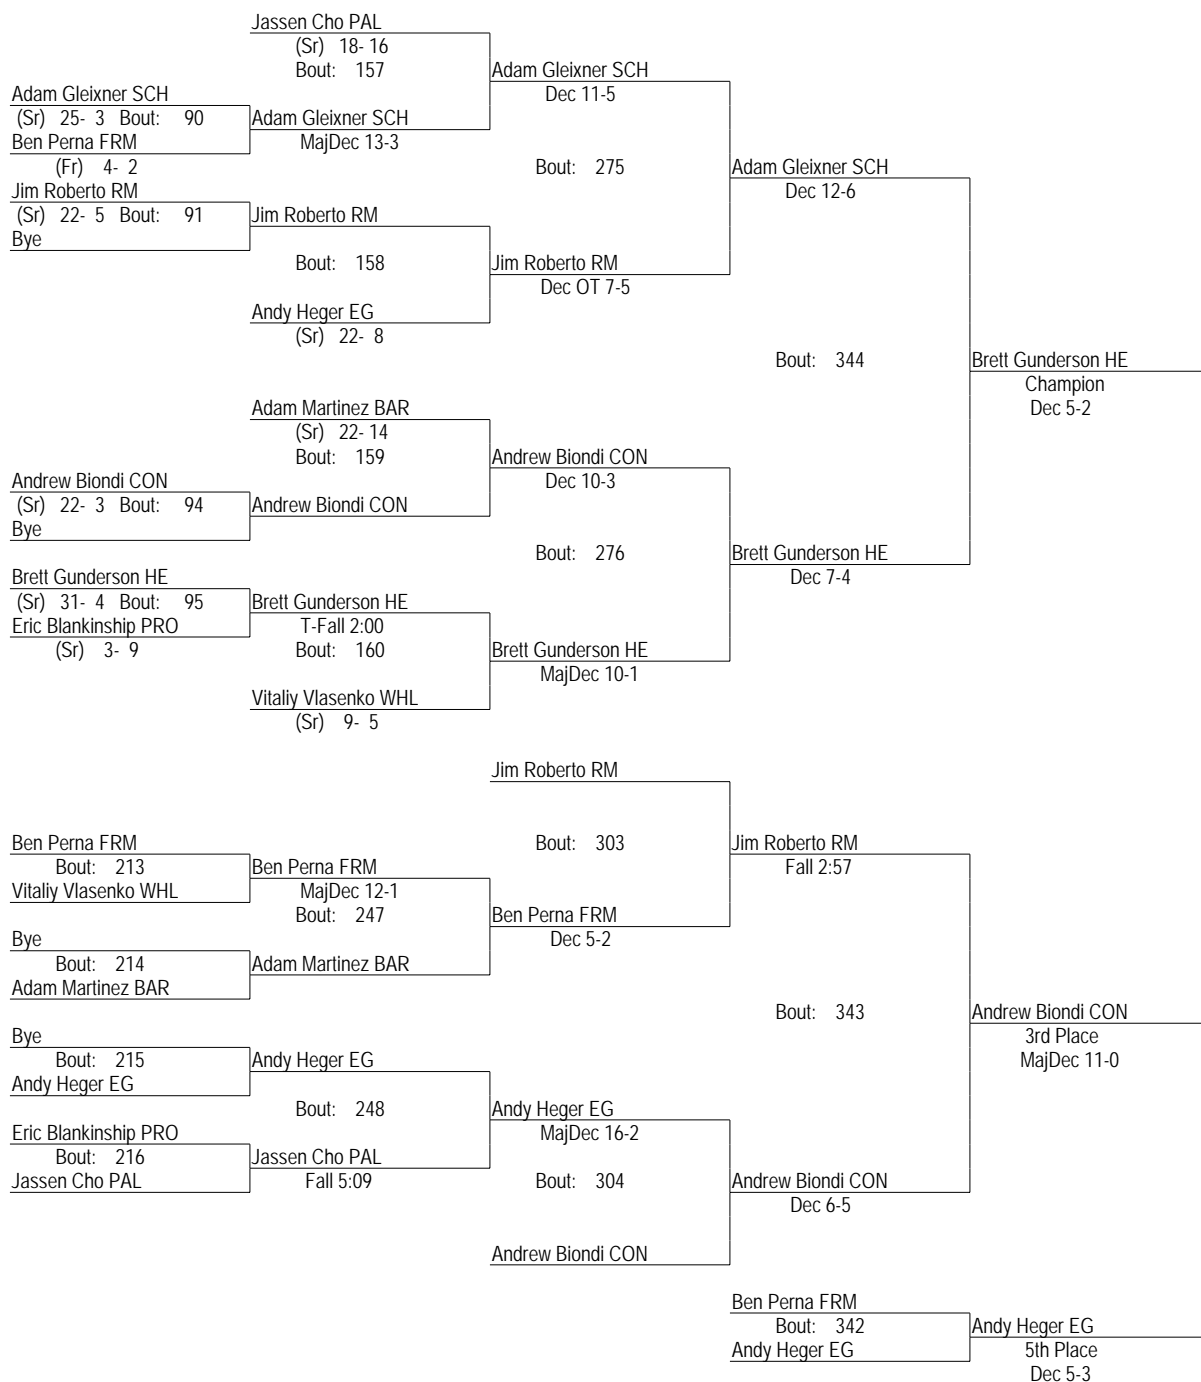 Jassen Cho PAL
(Sr) 18- 16
Bout: 157
Adam Gleixner SCH
Dec 11-5
Adam Gleixner SCH
(Sr) 25- 3 Bout: 90
Adam Gleixner SCH
MajDec 13-3
Ben Perna FRM
(Fr) 4- 2
Bout: 275
Adam Gleixner SCH
Dec 12-6
Jim Roberto RM
(Sr) 22- 5 Bout: 91
Jim Roberto RM
Bye
Bout: 158
Jim Roberto RM
Dec OT 7-5
Andy Heger EG
(Sr) 22- 8
Bout: 344
Brett Gunderson HE
Champion
Dec 5-2
Adam Martinez BAR
(Sr) 22- 14
Bout: 159
Andrew Biondi CON
Dec 10-3
Andrew Biondi CON
(Sr) 22- 3 Bout: 94
Andrew Biondi CON
Bye
Bout: 276
Brett Gunderson HE
Dec 7-4
Brett Gunderson HE
(Sr) 31- 4 Bout: 95
Brett Gunderson HE
T-Fall 2:00
Eric Blankinship PRO
(Sr) 3- 9
Bout: 160
Brett Gunderson HE
MajDec 10-1
Vitaliy Vlasenko WHL
(Sr) 9- 5
Jim Roberto RM
Bout: 303
Jim Roberto RM
Fall 2:57
Ben Perna FRM
Bout: 213
Ben Perna FRM
MajDec 12-1
Vitaliy Vlasenko WHL
Bout: 247
Ben Perna FRM
Dec 5-2
Bye
Bout: 214
Adam Martinez BAR
Adam Martinez BAR
Bout: 343
Andrew Biondi CON
3rd Place
MajDec 11-0
Bye
Bout: 215
Andy Heger EG
Andy Heger EG
Bout: 248
Andy Heger EG
MajDec 16-2
Eric Blankinship PRO
Bout: 216
Jassen Cho PAL
Fall 5:09
Jassen Cho PAL
Bout: 304
Andrew Biondi CON
Dec 6-5
Andrew Biondi CON
Ben Perna FRM
Bout: 342
Andy Heger EG
Andy Heger EG
5th Place
Dec 5-3